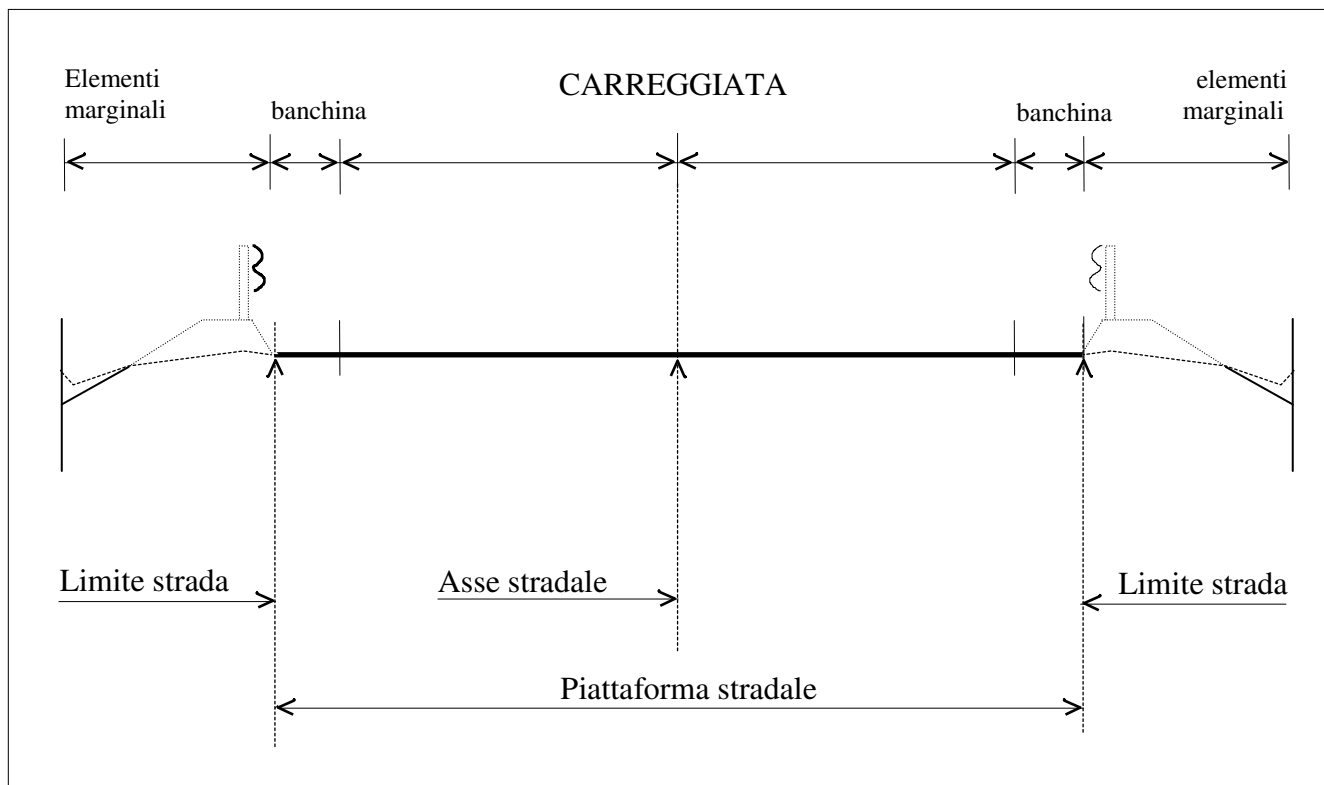 Elementi
marginali
banchina
CARREGGIATA
banchina
elementi
marginali
Limite strada
Asse stradale
Limite strada
Piattaforma stradale